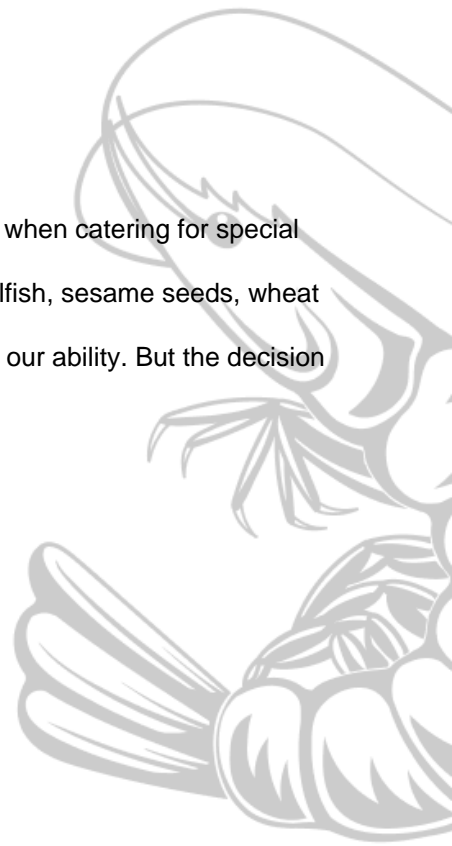 when catering for special
lfish, sesame seeds, wheat
our ability. But the decision